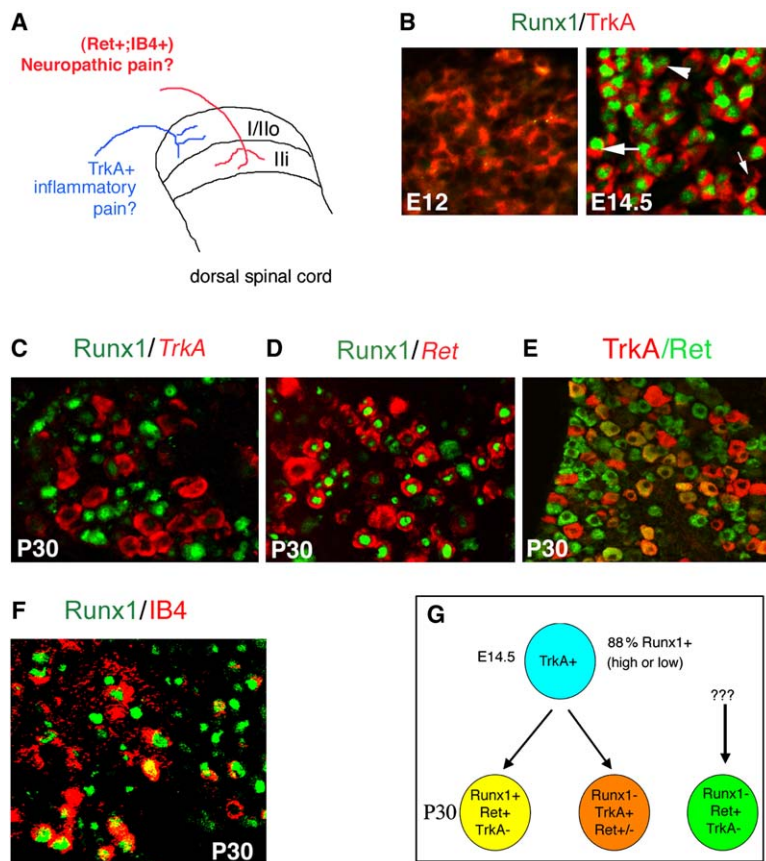 A
(Ret+;IB4+)
Neuropathic pain?
I/IIo
IIi
TrkA+
inflammatory
pain?
dorsal spinal cord
B
Runx1/TrkA
E12
E14.5
C
Runx1/TrkA
P30
D
Runx1/Ret
P30
E
TrkA/Ret
P30
F
Runx1/IB4
P30
G
E14.5
TrkA+
88% Runx1+
(high or low)
???
P30
Runx1+
Ret+
TrkA-
Runx1-
TrkA+
Ret+/-
Runx1-
Ret+
TrkA-